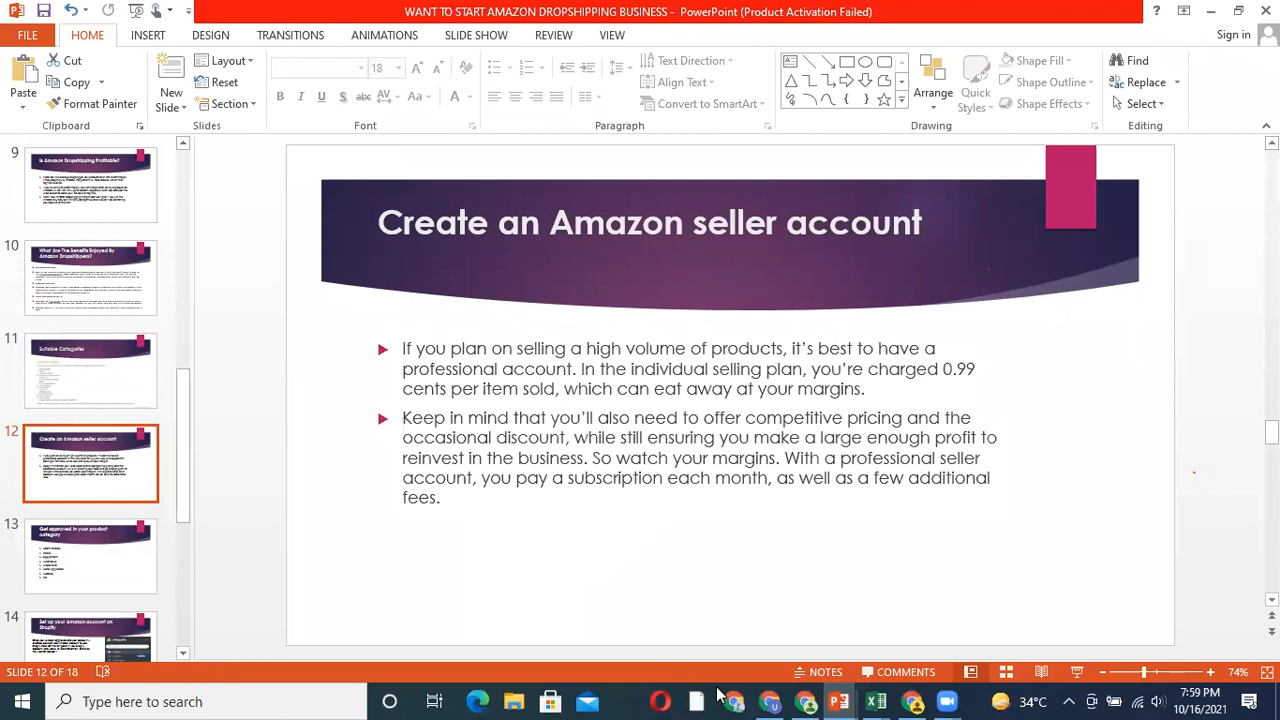 WANT TO START AMAZON DROPSHIPPING BUSINESS - PowerPoint (Product Activation Failed)
FILE HOME INSERT DESIGN TRANSITIONS ANIMATIONS SLIDE SHOW REVIEW VIEW Sign in
Paste
Cut
Copy
Format Painter
Clipboard
New Slide
Layout
Reset
Section
Slides
18
Font
Text Direction
Align Text
Convert to SmartArt
Paragraph
Arrange
Quick Styles
Shape Fill
Shape Outline
Shape Effects
Drawing
Find
Replace
Select
Editing
9
Is Amazon Dropshipping Profitable?
10
What Are The Benefits Enjoyed By
Amazon Dropshippers?
11
Suitable Categories
12
Create an Amazon seller account
13
Get approved in your product
category
14
Set up your Amazon account on
Shopify
Create an Amazon seller account
If you plan on selling a high volume of products, it's best to have a
professional account. In the individual selling plan, you're charged 0.99
cents per item sold, which can eat away at your margins.
Keep in mind that you'll also need to offer competitive pricing and the
occasional discount, while still ensuring you make a large enough profit to
reinvest in the business. So watch your margins. With a professional seller
account, you pay a subscription each month, as well as a few additional
fees.
SLIDE 12 OF 18 NOTES COMMENTS 74%
Type here to search
34°C
7:59 PM
10/16/2021